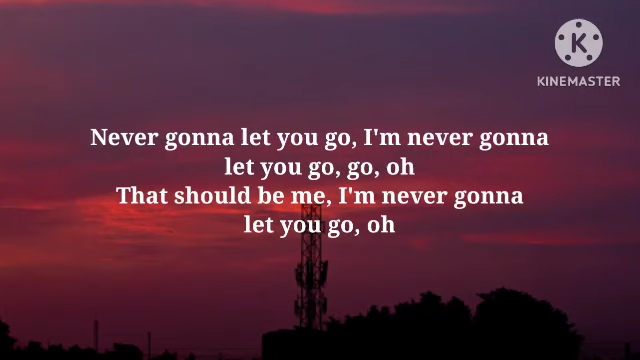 K
KINEMASTER
Never gonna let you go, I'm never gonna
let you go, go, oh
That should be me, I'm never gonna
let you go, oh